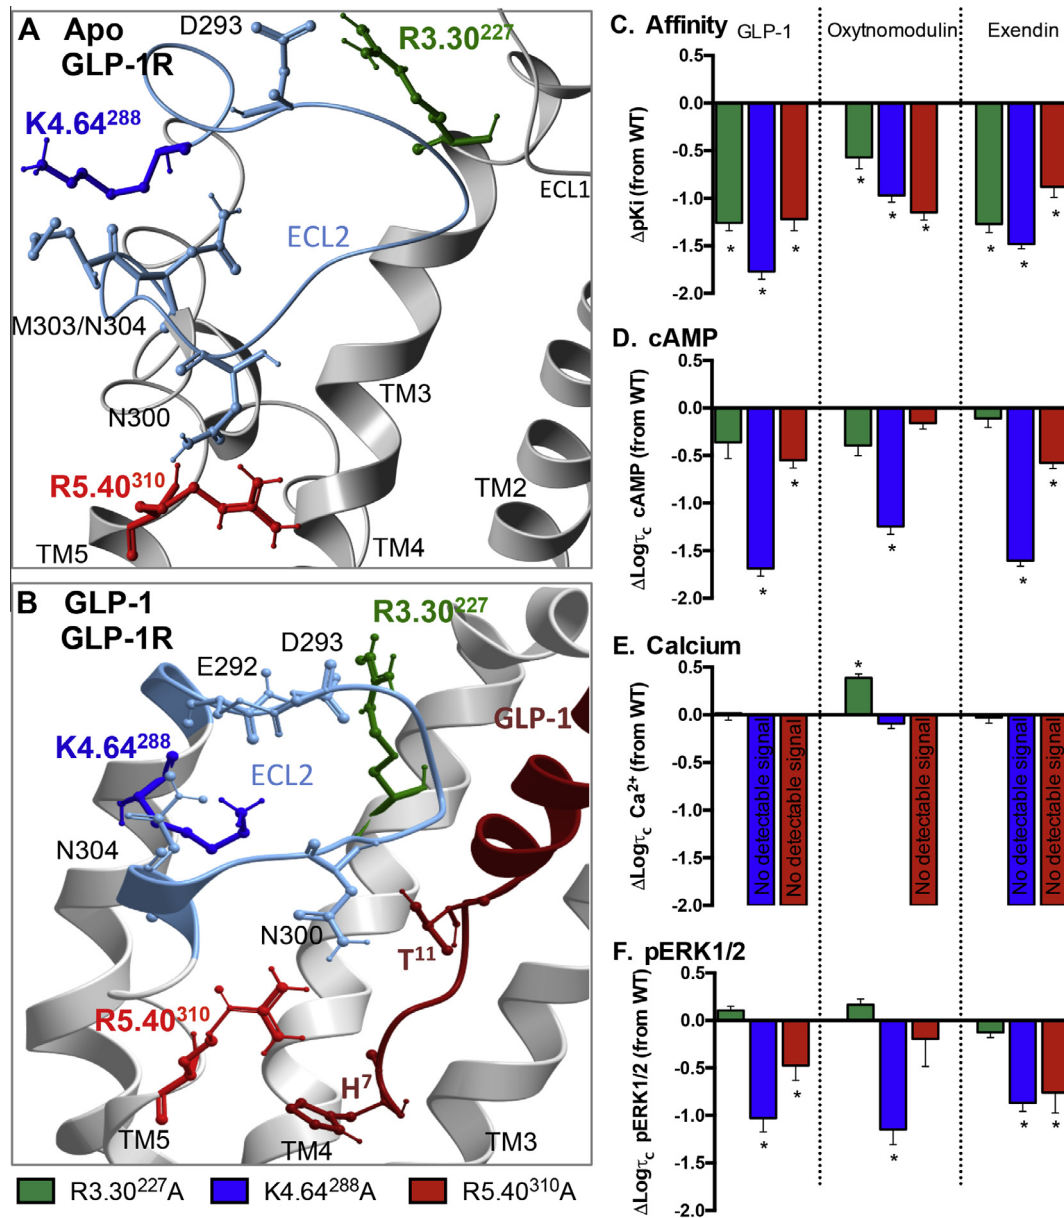 A Apo
GLP-1R
D293
R3.30²²⁷
K4.64²⁸⁸
ECL1
ECL2
M303/N304
N300
TM3
R5.40³¹⁰
TM2
TM5
TM4
B GLP-1
GLP-1R
R3.30²²⁷
D293
E292
GLP-1
K4.64²⁸⁸
ECL2
N304
N300
T¹¹
R5.40³¹⁰
H⁷
TM5
TM4
TM3
R3.30²²⁷A K4.64²⁸⁸A R5.40³¹⁰A
C. Affinity GLP-1 Oxytnomodulin Exendin
0.5
0.0
-0.5
-1.0
-1.5
-2.0
ΔpKi (from WT)
* * * * * * * * *
D. cAMP
0.5
0.0
-0.5
-1.0
-1.5
-2.0
ΔLogτc cAMP (from WT)
* * * * *
E. Calcium
0.5
0.0
-0.5
-1.0
-1.5
-2.0
ΔLogτc Ca²⁺ (from WT)
*
No detectable signal
No detectable signal
No detectable signal
No detectable signal
No detectable signal
F. pERK1/2
0.5
0.0
-0.5
-1.0
-1.5
-2.0
ΔLogτc pERK1/2 (from WT)
* * * * *